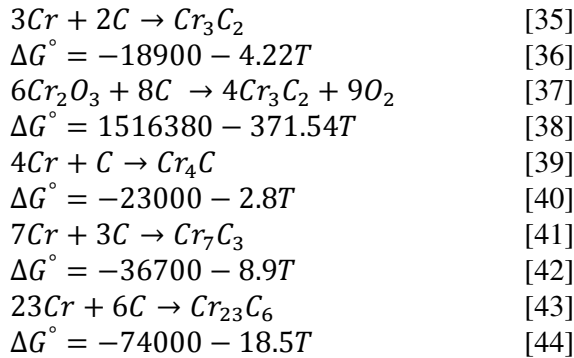 3Cr + 2C → Cr₃C₂ [35]
ΔG° = −18900 − 4.22T [36]
6Cr₂O₃ + 8C → 4Cr₃C₂ + 9O₂ [37]
ΔG° = 1516380 − 371.54T [38]
4Cr + C → Cr₄C [39]
ΔG° = −23000 − 2.8T [40]
7Cr + 3C → Cr₇C₃ [41]
ΔG° = −36700 − 8.9T [42]
23Cr + 6C → Cr₂₃C₆ [43]
ΔG° = −74000 − 18.5T [44]